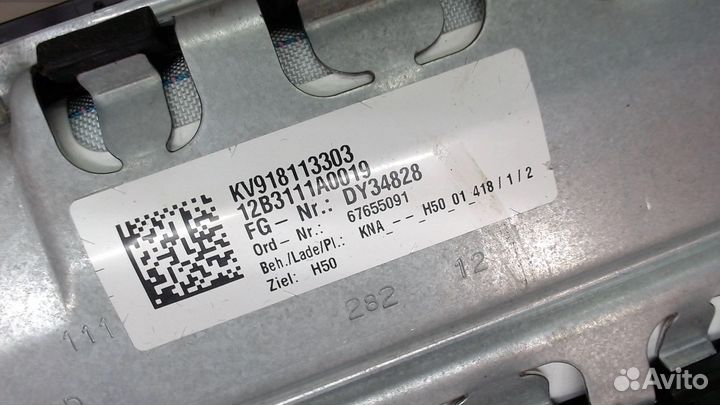 KV918113303
12B3111A0019
FG- Nr.: DY34828
Ord- Nr.: 67655091
Beh./Lade/Pl.: KNA_--_H50_01_418/1/2
Ziel: H50
111 282 12
Avito